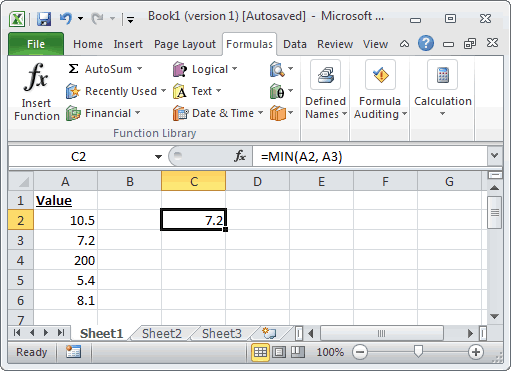 Book1 (version 1) [Autosaved] - Microsoft ...
File Home Insert Page Layout Formulas Data Review View Add-Ins
fx Σ AutoSum Logical
Recently Used Text θ
Insert Function Financial Date & Time
Defined Names
Formula Auditing
Calculation
Function Library
C2 fx =MIN(A2, A3)
A B C D E F G
1 Value
2 10.5 7.2
3 7.2
4 200
5 5.4
6 8.1
7
Sheet1 Sheet2 Sheet3
Ready 100%